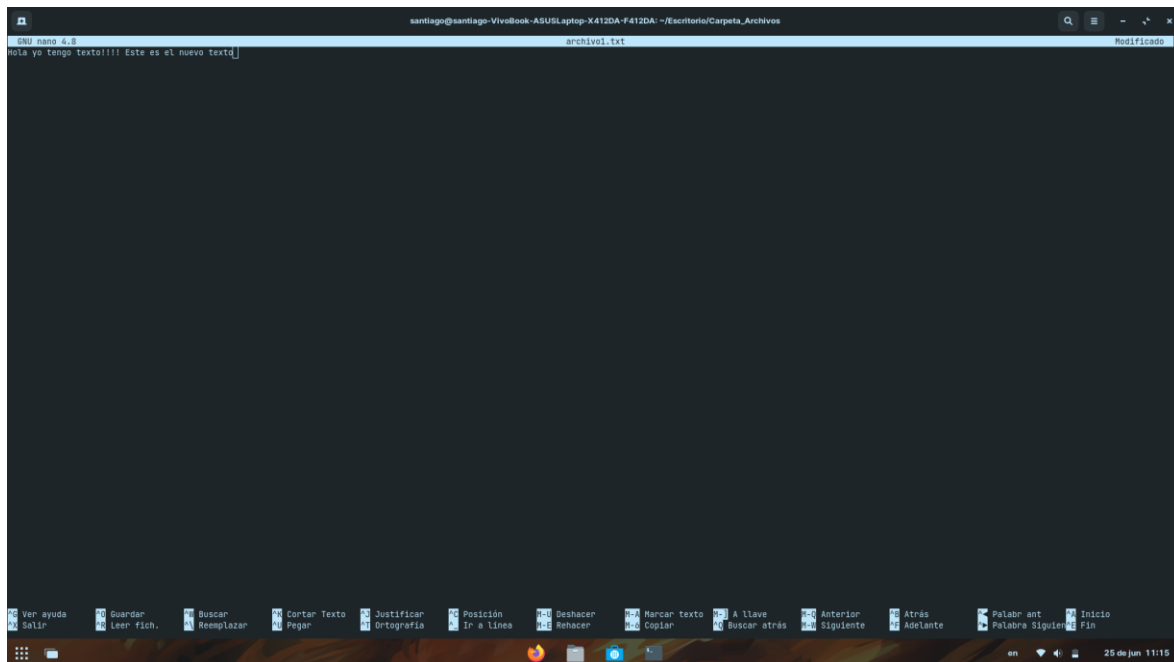 santiago@santiago-VivoBook-ASUSLaptop-X412DA-F412DA: ~/Escritorio/Carpeta_Archivos
GNU nano 4.8 archivo1.txt Modificado
Hola yo tengo texto!!!! Este es el nuevo texto
^G Ver ayuda ^O Guardar ^W Buscar ^K Cortar Texto ^J Justificar ^C Posición M-U Deshacer M-A Marcar texto M-] A llave M-Q Anterior ^B Atrás ^◀ Palabr ant ^A Inicio
^X Salir ^R Leer fich. ^\ Reemplazar ^U Pegar ^T Ortografía ^_ Ir a línea M-E Rehacer M-6 Copiar ^Q Buscar atrás M-W Siguiente ^F Adelante ^▶ Palabra Siguien ^E Fin
en 25 de jun 11:15